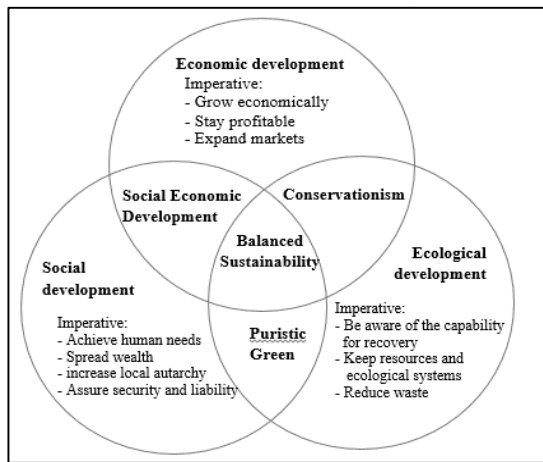 Economic development
Imperative:
- Grow economically
- Stay profitable
- Expand markets
Social Economic
Development
Conservationism
Balanced
Sustainability
Social
development
Imperative:
- Achieve human needs
- Spread wealth
- increase local autarchy
- Assure security and liability
Puristic
Green
Ecological
development
Imperative:
- Be aware of the capability
for recovery
- Keep resources and
ecological systems
- Reduce waste